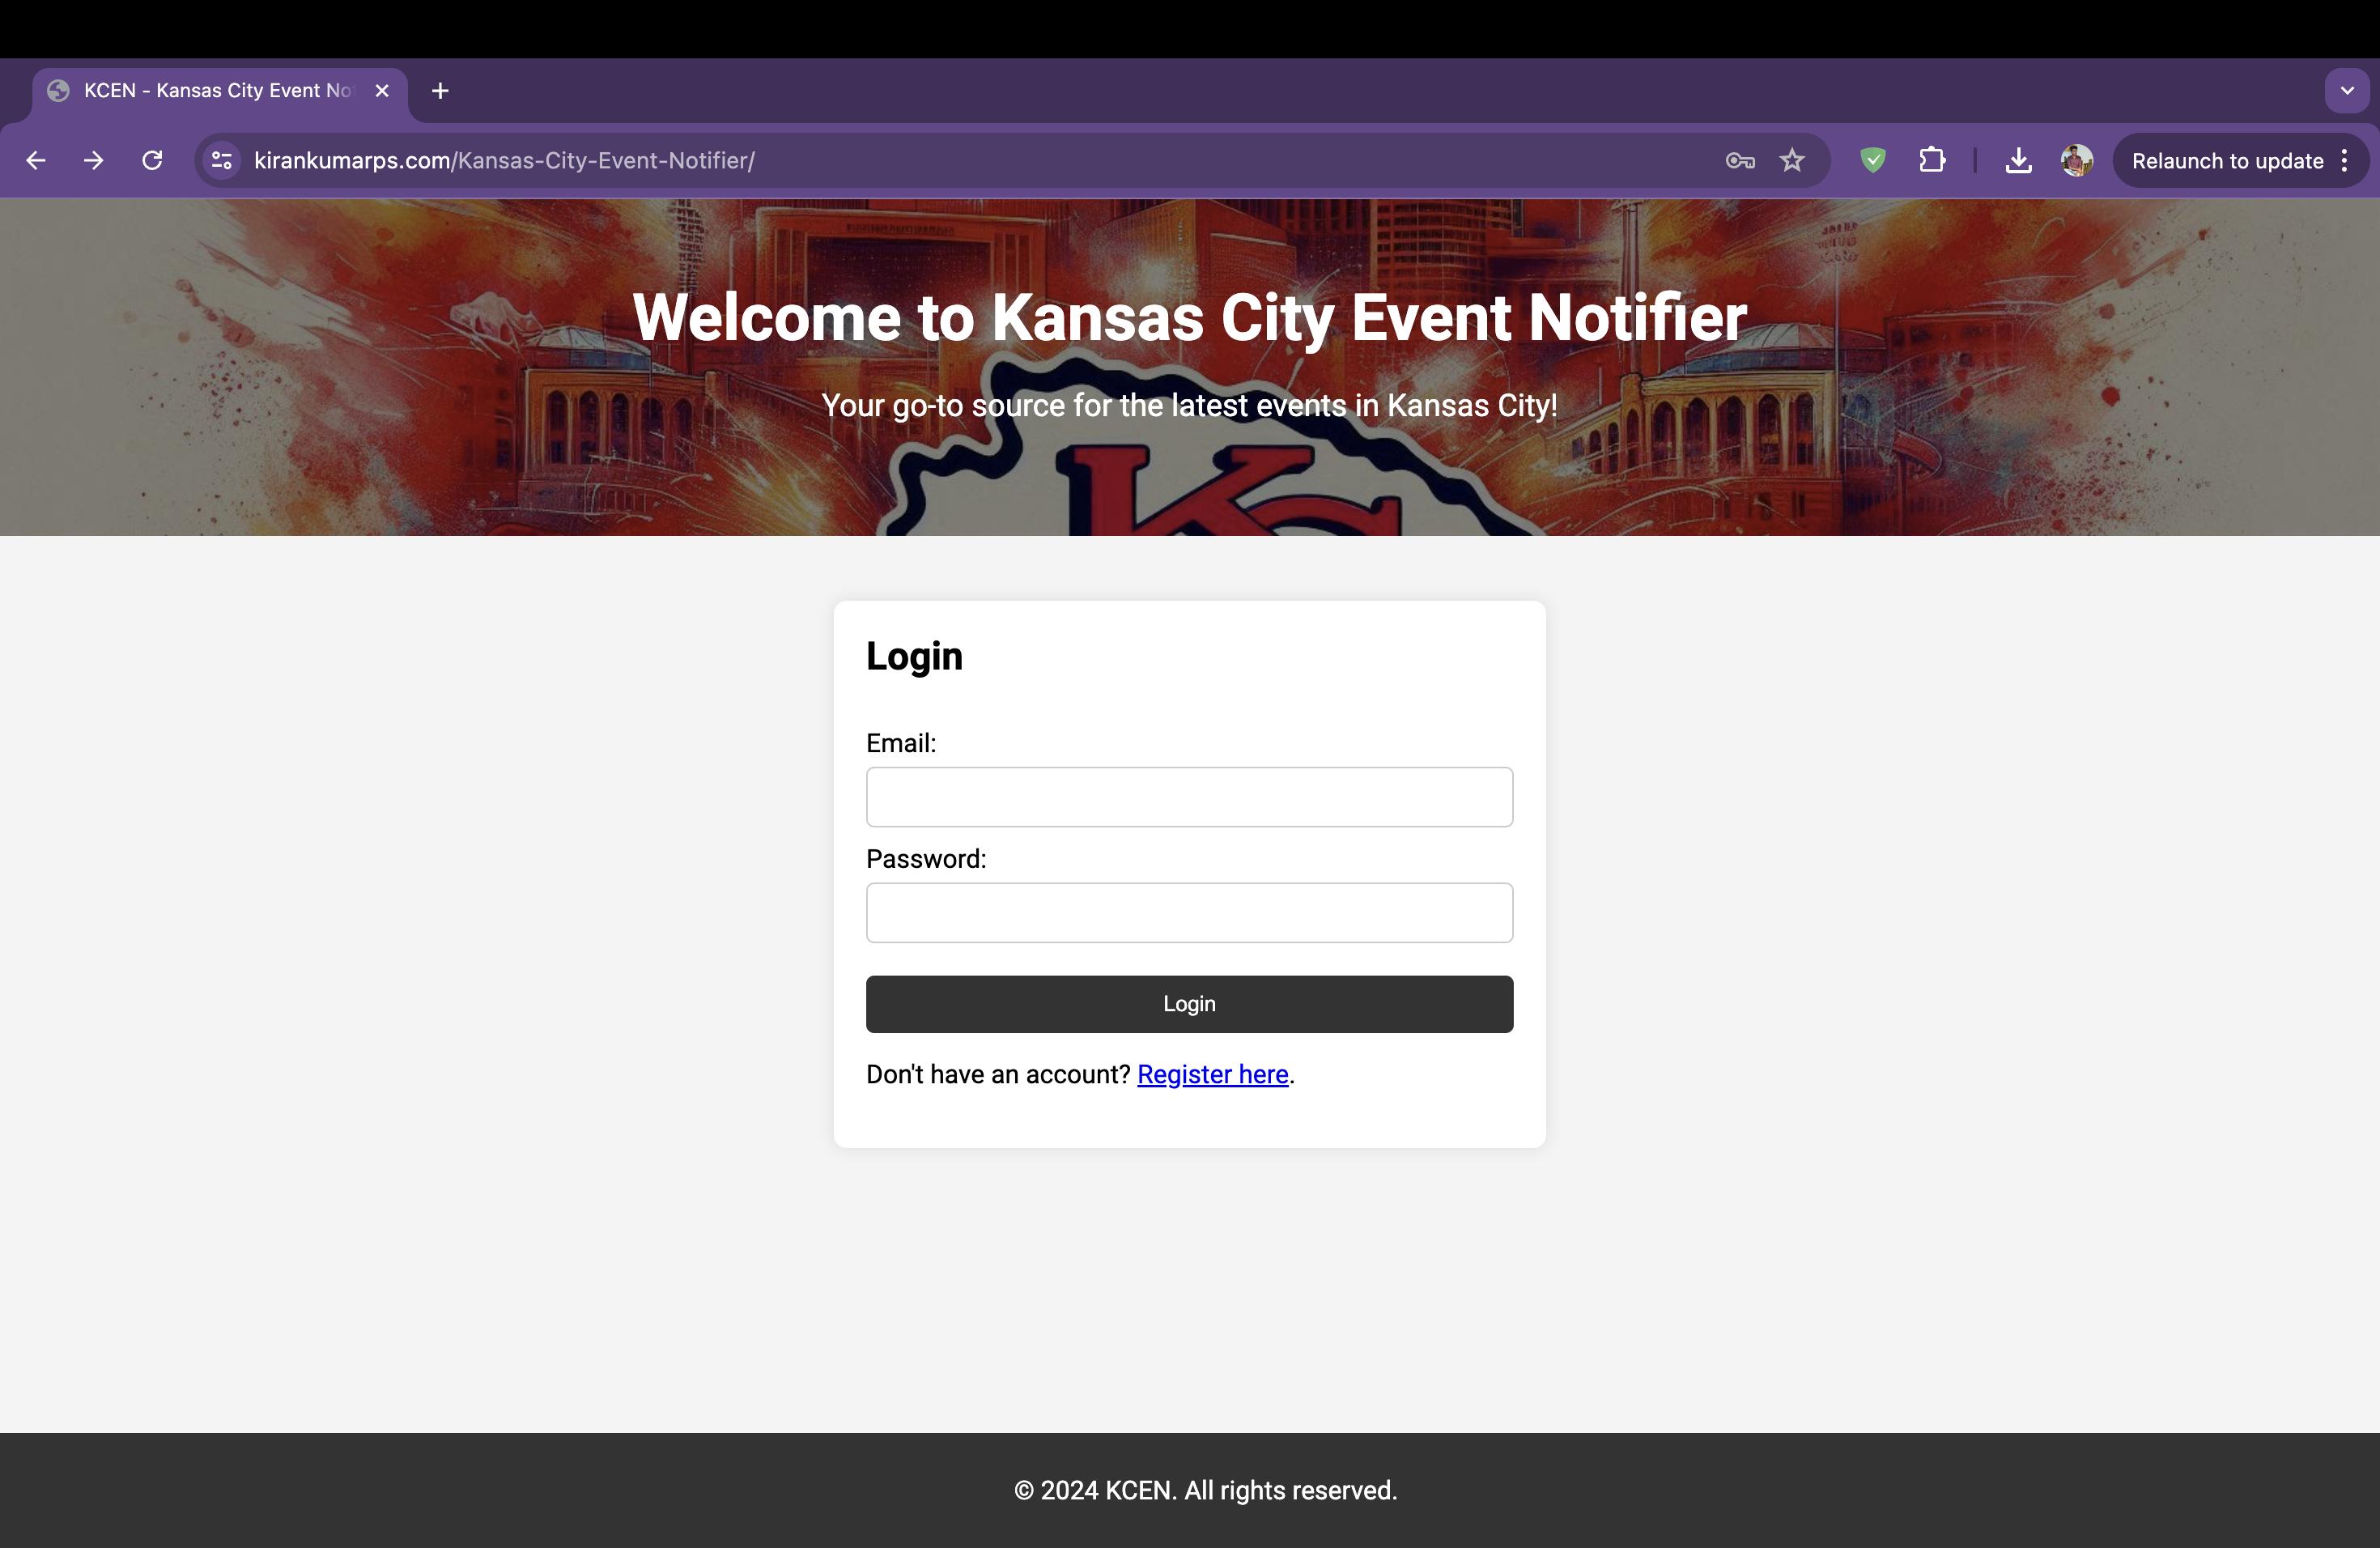 KCEN - Kansas City Event No
kirankumarps.com/Kansas-City-Event-Notifier/
Relaunch to update
Welcome to Kansas City Event Notifier
Your go-to source for the latest events in Kansas City!
KC
Login
Email:
Password:
Login
Don't have an account? Register here.
© 2024 KCEN. All rights reserved.